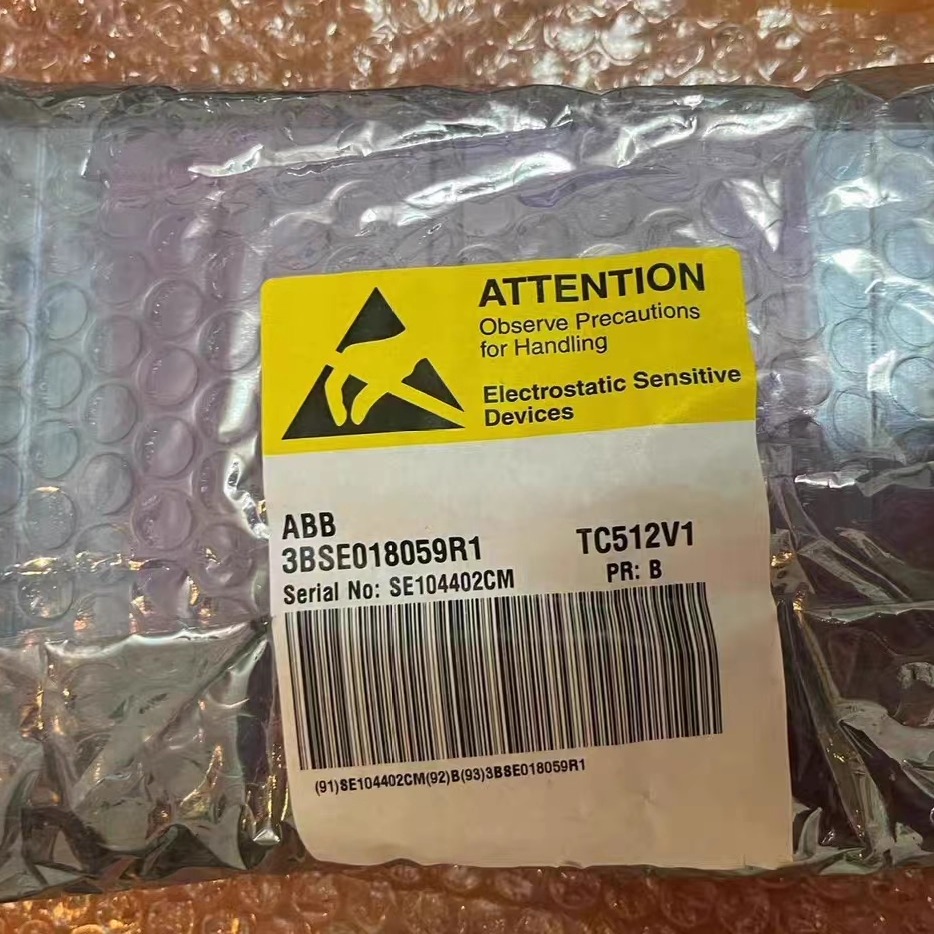 ATTENTION
Observe Precautions
for Handling
Electrostatic Sensitive
Devices
ABB
3BSE018059R1 TC512V1
Serial No: SE104402CM PR: B
(91)SE104402CM(92)B(93)3BSE018059R1